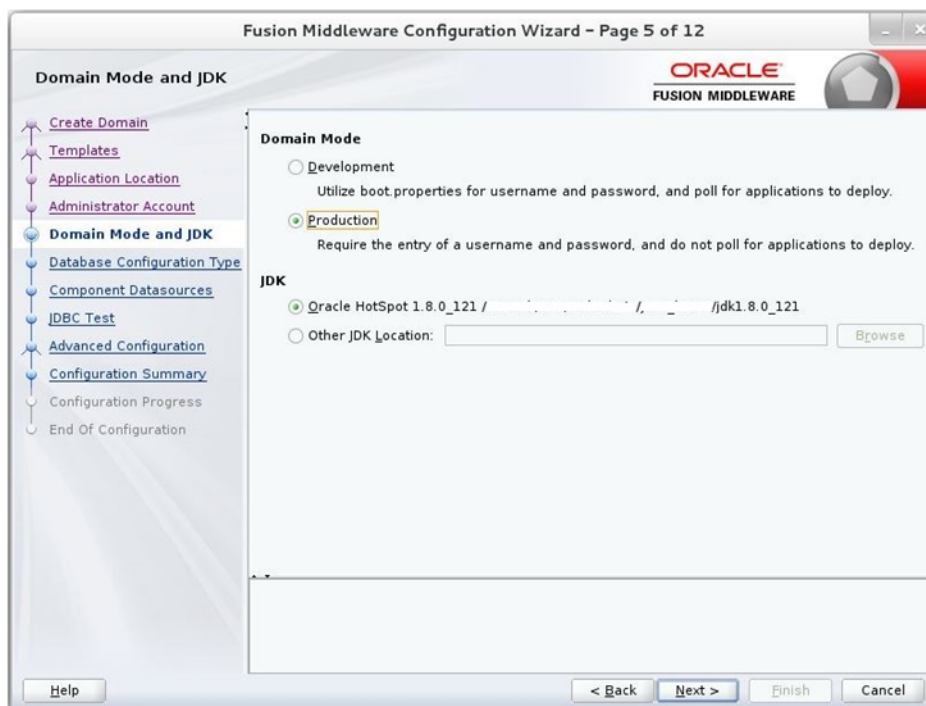 Fusion Middleware Configuration Wizard - Page 5 of 12
Domain Mode and JDK
ORACLE
FUSION MIDDLEWARE
Create Domain
Templates
Application Location
Administrator Account
Domain Mode and JDK
Database Configuration Type
Component Datasources
JDBC Test
Advanced Configuration
Configuration Summary
Configuration Progress
End Of Configuration
Domain Mode
Development
Utilize boot.properties for username and password, and poll for applications to deploy.
Production
Require the entry of a username and password, and do not poll for applications to deploy.
JDK
Oracle HotSpot 1.8.0_121 / /jdk1.8.0_121
Other JDK Location:
Browse
Help
< Back
Next >
Finish
Cancel